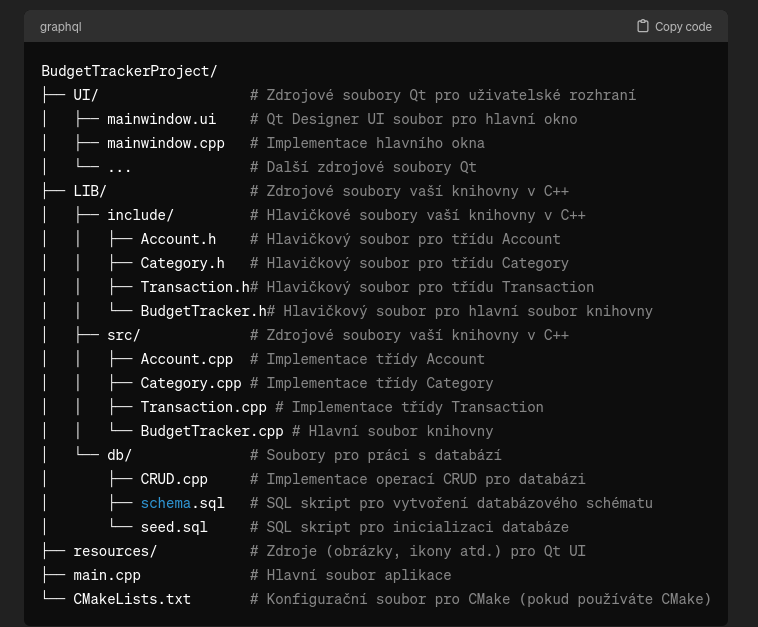 graphql Copy code
BudgetTrackerProject/
├── UI/ # Zdrojové soubory Qt pro uživatelské rozhraní
│ ├── mainwindow.ui # Qt Designer UI soubor pro hlavní okno
│ ├── mainwindow.cpp # Implementace hlavního okna
│ └── ... # Další zdrojové soubory Qt
├── LIB/ # Zdrojové soubory vaší knihovny v C++
│ ├── include/ # Hlavičkové soubory vaší knihovny v C++
│ │ ├── Account.h # Hlavičkový soubor pro třídu Account
│ │ ├── Category.h # Hlavičkový soubor pro třídu Category
│ │ ├── Transaction.h# Hlavičkový soubor pro třídu Transaction
│ │ └── BudgetTracker.h# Hlavičkový soubor pro hlavní soubor knihovny
│ ├── src/ # Zdrojové soubory vaší knihovny v C++
│ │ ├── Account.cpp # Implementace třídy Account
│ │ ├── Category.cpp # Implementace třídy Category
│ │ ├── Transaction.cpp # Implementace třídy Transaction
│ │ └── BudgetTracker.cpp # Hlavní soubor knihovny
│ └── db/ # Soubory pro práci s databází
│ ├── CRUD.cpp # Implementace operací CRUD pro databázi
│ ├── schema.sql # SQL skript pro vytvoření databázového schématu
│ └── seed.sql # SQL skript pro inicializaci databáze
├── resources/ # Zdroje (obrázky, ikony atd.) pro Qt UI
├── main.cpp # Hlavní soubor aplikace
└── CMakeLists.txt # Konfigurační soubor pro CMake (pokud používáte CMake)